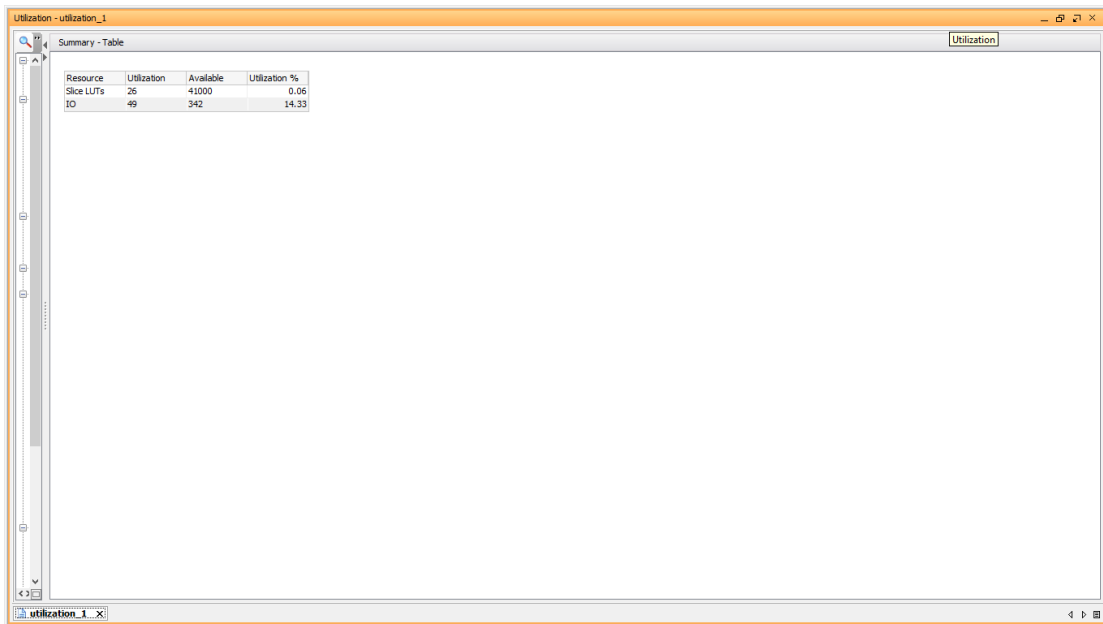 Utilization - utilization_1
Summary - Table
Utilization
Resource Utilization Available Utilization %
Slice LUTs 26 41000 0.06
IO 49 342 14.33
utilization_1